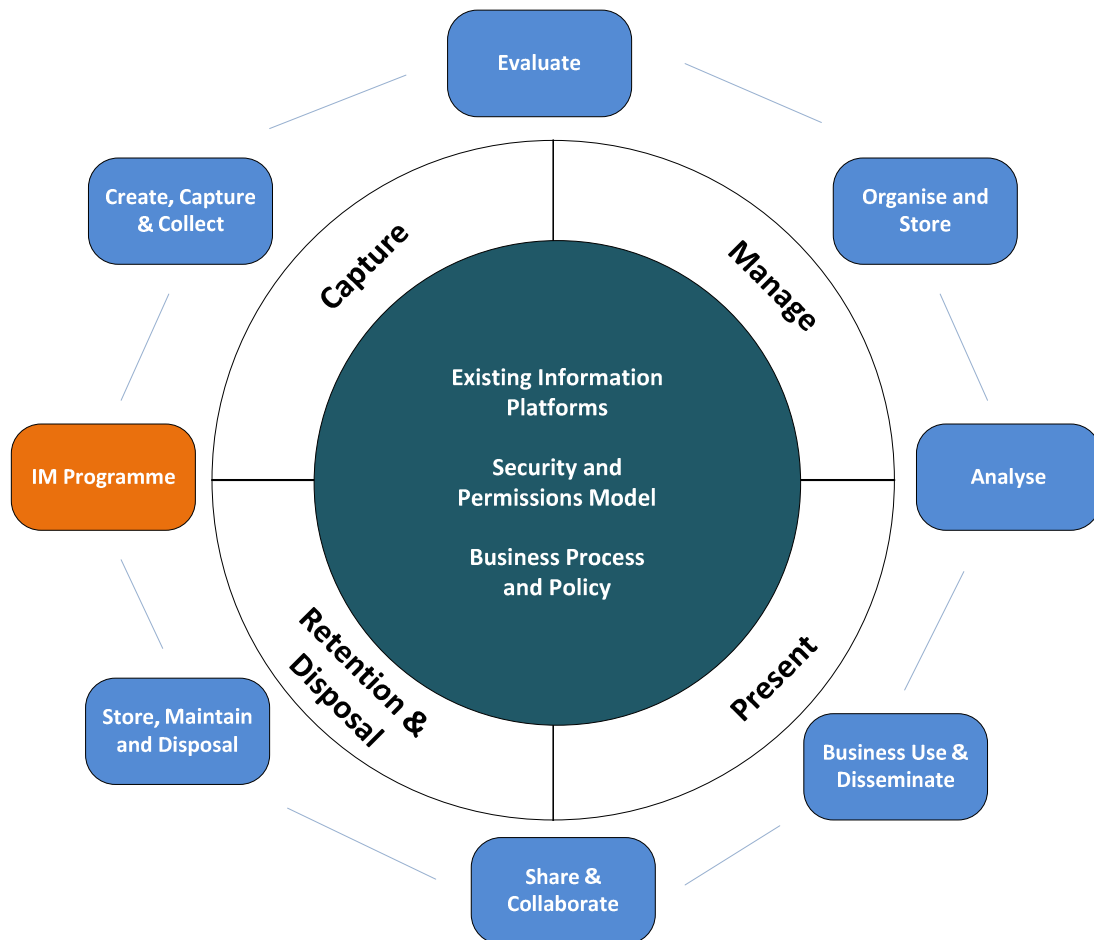 Evaluate
Create, Capture
& Collect
Organise and
Store
Capture
Manage
Existing Information
Platforms
IM Programme
Security and
Permissions Model
Analyse
Business Process
and Policy
Retention &
Disposal
Present
Store, Maintain
and Disposal
Business Use &
Disseminate
Share &
Collaborate